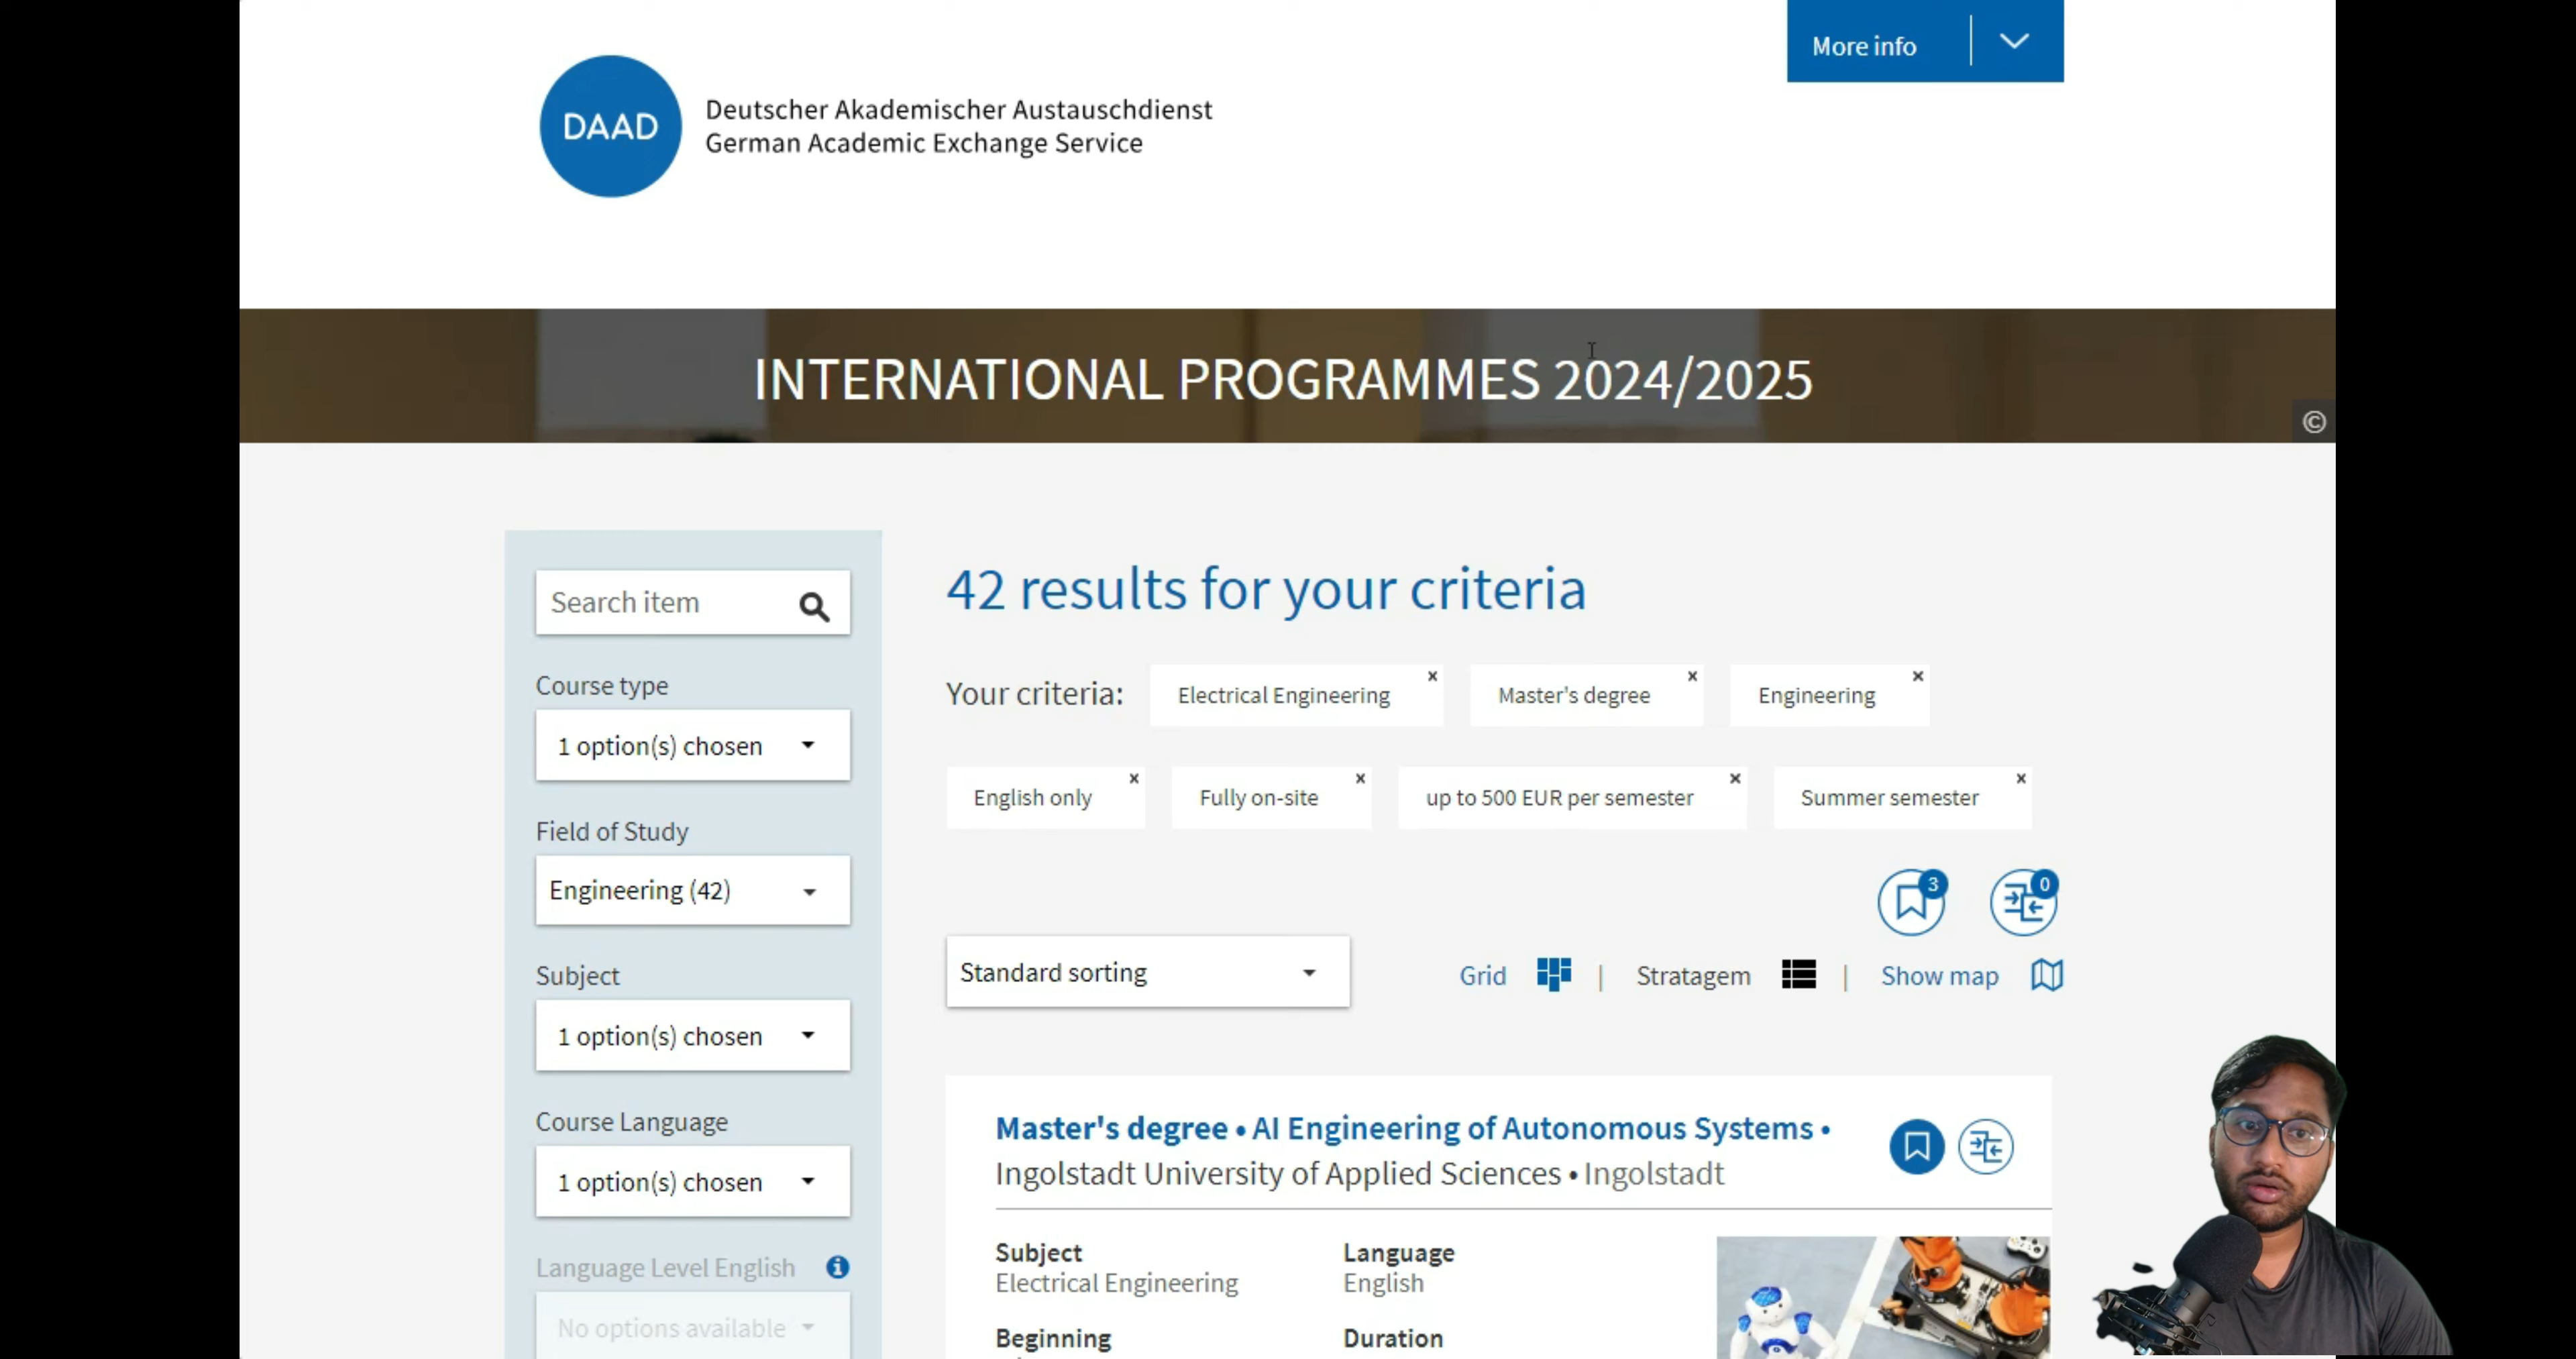 More info
DAAD
Deutscher Akademischer Austauschdienst
German Academic Exchange Service
INTERNATIONAL PROGRAMMES 2024/2025
©
Search item
Course type
1 option(s) chosen
Field of Study
Engineering (42)
Subject
1 option(s) chosen
Course Language
1 option(s) chosen
Language Level English
No options available
42 results for your criteria
Your criteria: Electrical Engineering × Master's degree × Engineering ×
English only × Fully on-site × up to 500 EUR per semester × Summer semester ×
3 0
Standard sorting
Grid | Stratagem | Show map
Master's degree • AI Engineering of Autonomous Systems •
Ingolstadt University of Applied Sciences • Ingolstadt
Subject
Electrical Engineering
Language
English
Beginning
Duration